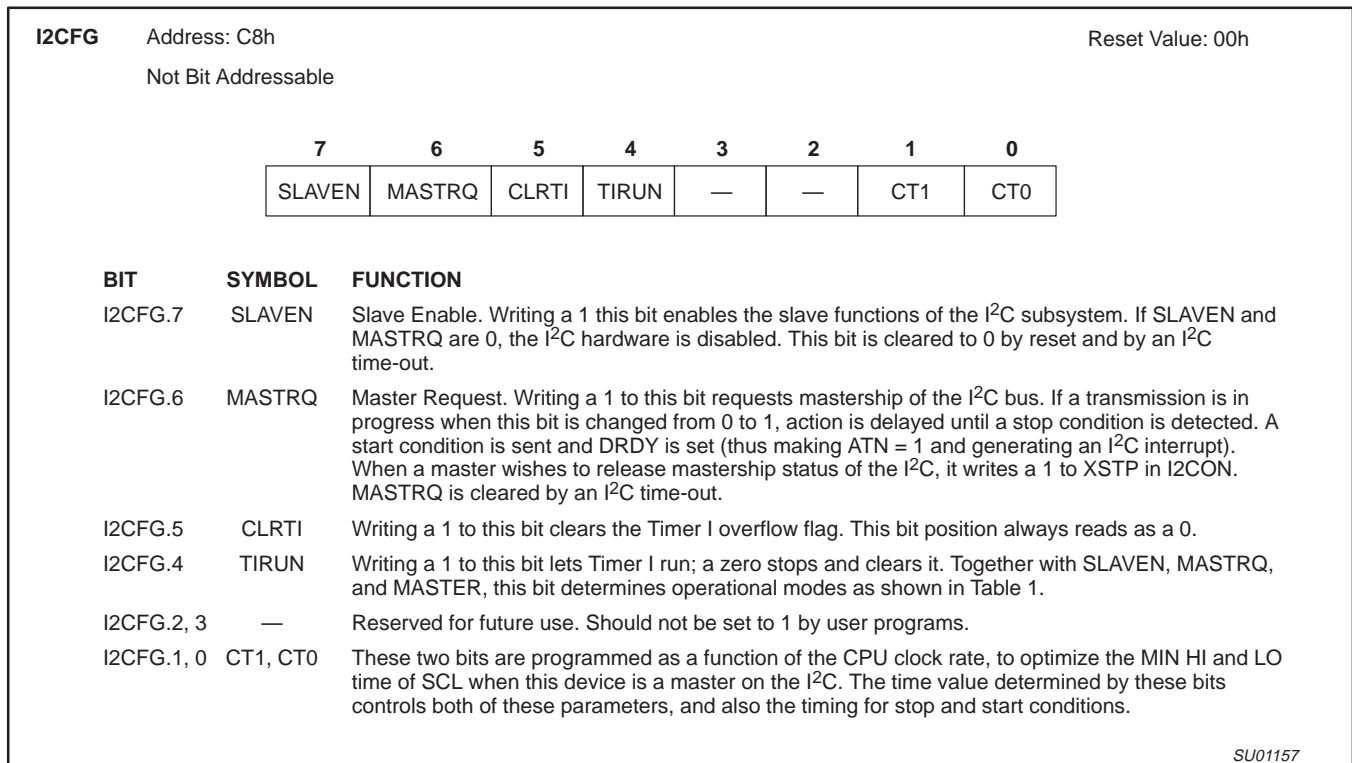 I2CFG Address: C8h Reset Value: 00h
Not Bit Addressable
7 6 5 4 3 2 1 0
SLAVEN MASTRQ CLRTI TIRUN — — CT1 CT0
BIT SYMBOL FUNCTION
I2CFG.7 SLAVEN Slave Enable. Writing a 1 this bit enables the slave functions of the I2C subsystem. If SLAVEN and
MASTRQ are 0, the I2C hardware is disabled. This bit is cleared to 0 by reset and by an I2C
time-out.
I2CFG.6 MASTRQ Master Request. Writing a 1 to this bit requests mastership of the I2C bus. If a transmission is in
progress when this bit is changed from 0 to 1, action is delayed until a stop condition is detected. A
start condition is sent and DRDY is set (thus making ATN = 1 and generating an I2C interrupt).
When a master wishes to release mastership status of the I2C, it writes a 1 to XSTP in I2CON.
MASTRQ is cleared by an I2C time-out.
I2CFG.5 CLRTI Writing a 1 to this bit clears the Timer I overflow flag. This bit position always reads as a 0.
I2CFG.4 TIRUN Writing a 1 to this bit lets Timer I run; a zero stops and clears it. Together with SLAVEN, MASTRQ,
and MASTER, this bit determines operational modes as shown in Table 1.
I2CFG.2, 3 — Reserved for future use. Should not be set to 1 by user programs.
I2CFG.1, 0 CT1, CT0 These two bits are programmed as a function of the CPU clock rate, to optimize the MIN HI and LO
time of SCL when this device is a master on the I2C. The time value determined by these bits
controls both of these parameters, and also the timing for stop and start conditions.
SU01157